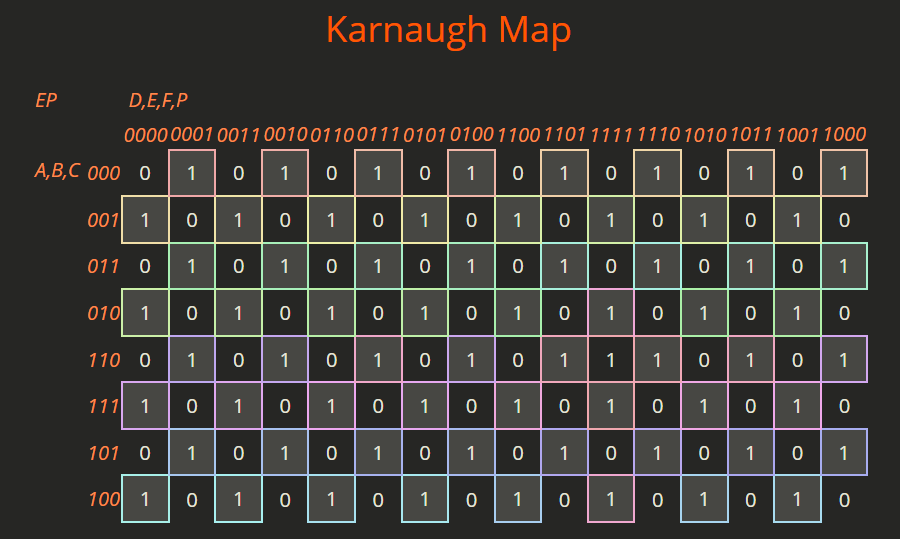 Karnaugh Map
EP D,E,F,P
0000 0001 0011 0010 0110 0111 0101 0100 1100 1101 1111 1110 1010 1011 1001 1000
A,B,C 000 0 1 0 1 0 1 0 1 0 1 0 1 0 1 0 1
001 1 0 1 0 1 0 1 0 1 0 1 0 1 0 1 0
011 0 1 0 1 0 1 0 1 0 1 0 1 0 1 0 1
010 1 0 1 0 1 0 1 0 1 0 1 0 1 0 1 0
110 0 1 0 1 0 1 0 1 0 1 1 1 0 1 0 1
111 1 0 1 0 1 0 1 0 1 0 1 0 1 0 1 0
101 0 1 0 1 0 1 0 1 0 1 0 1 0 1 0 1
100 1 0 1 0 1 0 1 0 1 0 1 0 1 0 1 0